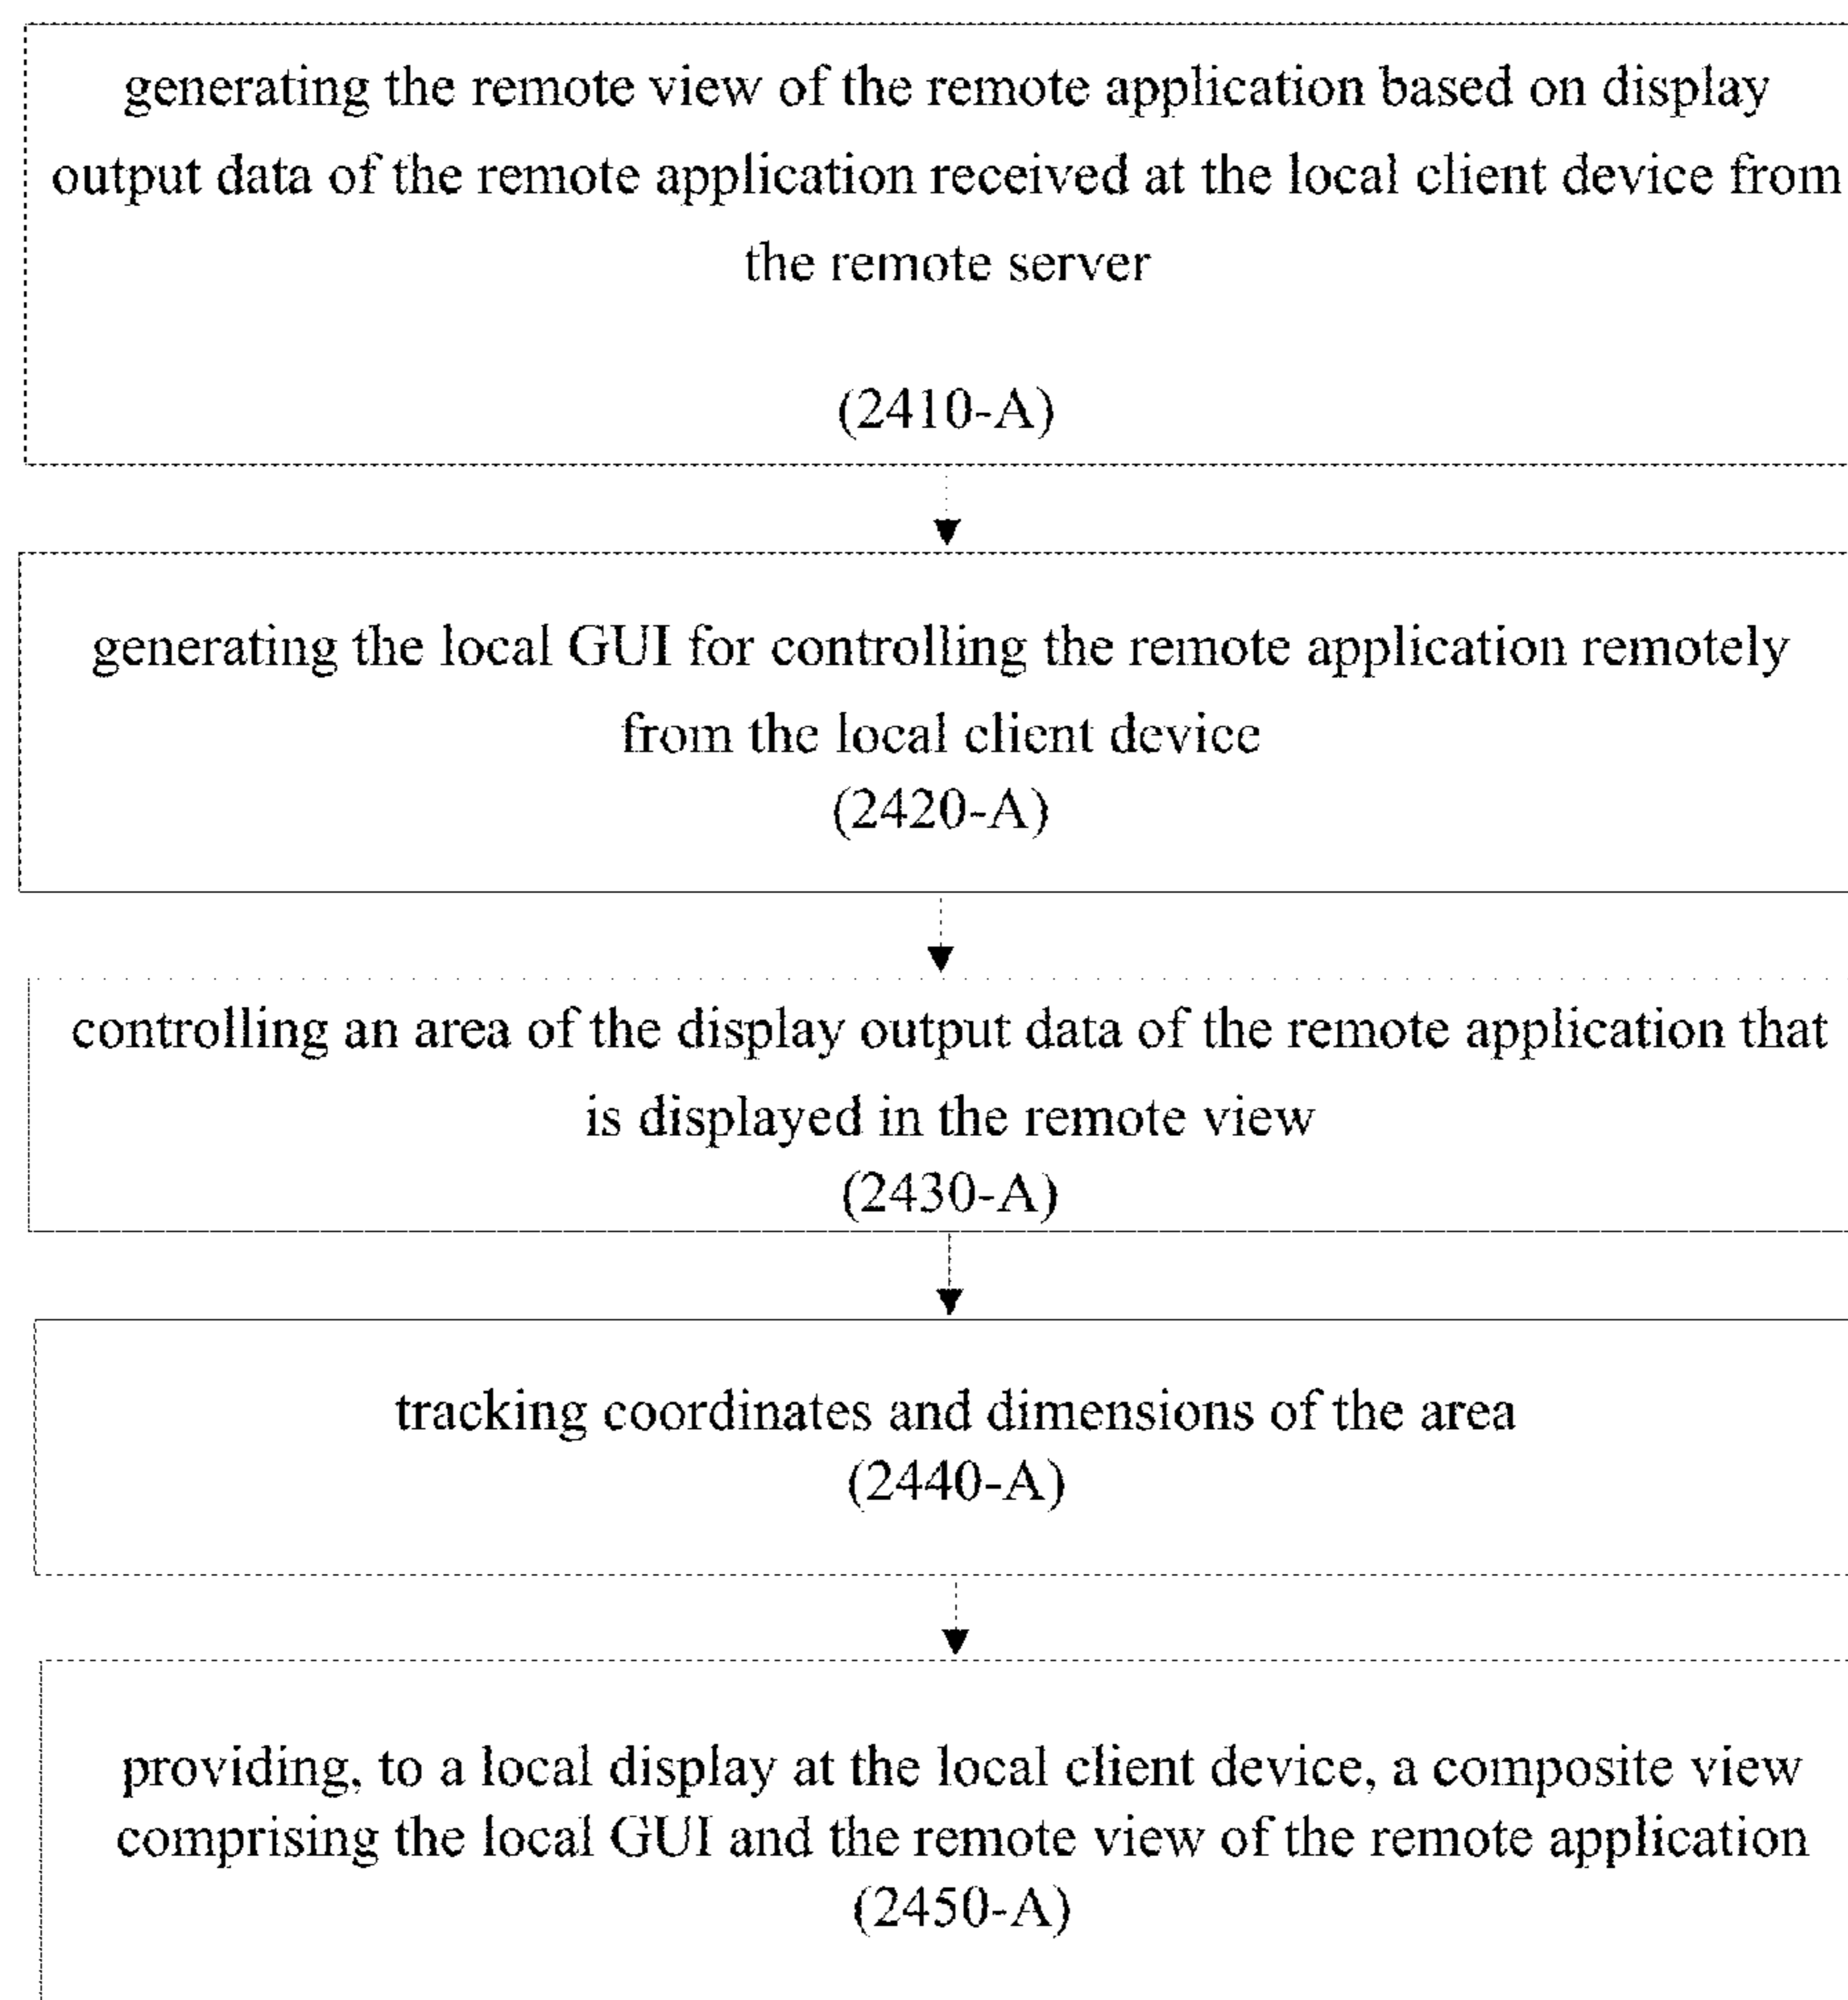 generating the remote view of the remote application based on display
output data of the remote application received at the local client device from
the remote server
(2410-A)
generating the local GUI for controlling the remote application remotely
from the local client device
(2420-A)
controlling an area of the display output data of the remote application that
is displayed in the remote view
(2430-A)
tracking coordinates and dimensions of the area
(2440-A)
providing, to a local display at the local client device, a composite view
comprising the local GUI and the remote view of the remote application
(2450-A)